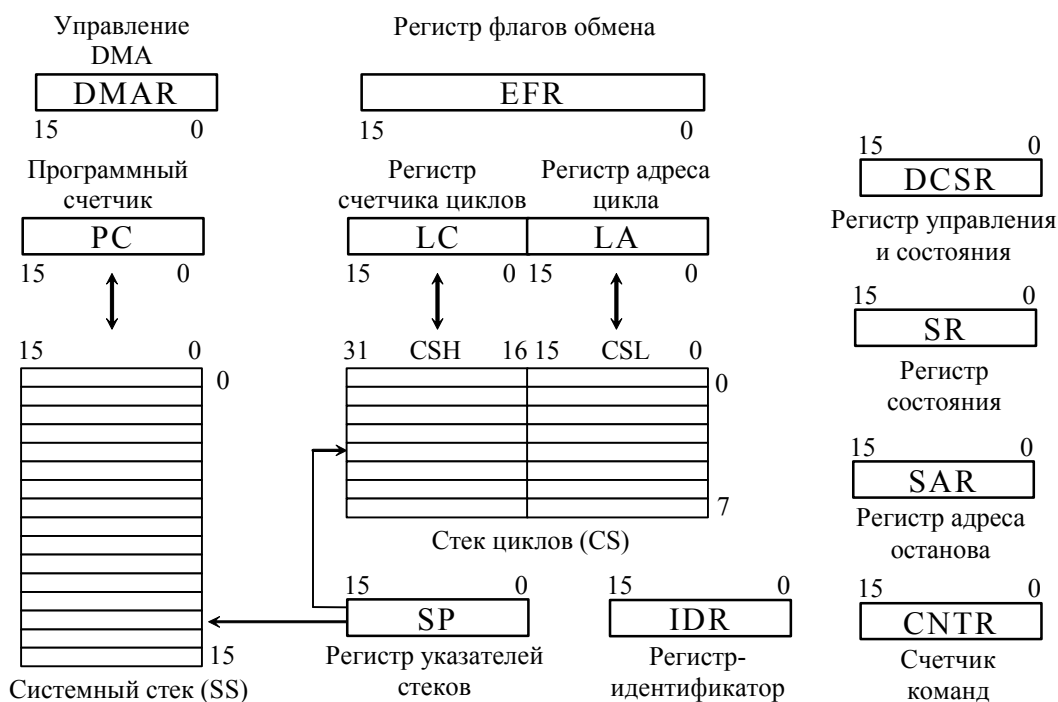 Управление
DMA
DMAR
15 0
Регистр флагов обмена
EFR
15 0
Программный
счетчик
PC
15 0
Регистр
счетчика циклов
LC
15 0
Регистр адреса
цикла
LA
15 0
15 0
DCSR
Регистр управления
и состояния
15 0
SR
Регистр
состояния
15 0
SAR
Регистр адреса
останова
15 0
CNTR
Счетчик
команд
15 0
0
15
Системный стек (SS)
31 CSH 16 15 CSL 0
0
7
Стек циклов (CS)
15 0
SP
Регистр указателей
стеков
15 0
IDR
Регистр-
идентификатор